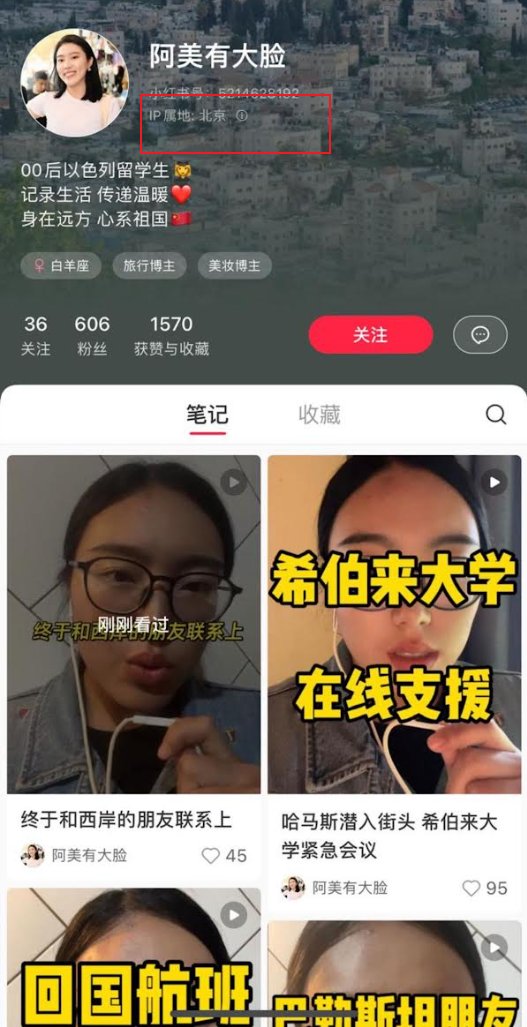 阿美有大脸
小红书号：5214628192
IP属地: 北京
00后以色列留学生🦁
记录生活 传递温暖❤️
身在远方 心系祖国🇨🇳
白羊座 旅行博主 美妆博主
36 606 1570
关注 粉丝 获赞与收藏
关注
笔记 收藏
终于和西岸的朋友联系上
刚刚看过
希伯来大学
在线支援
终于和西岸的朋友联系上
阿美有大脸 45
哈马斯潜入街头 希伯来大
学紧急会议
阿美有大脸 95
回国航班
巴勒斯坦朋友